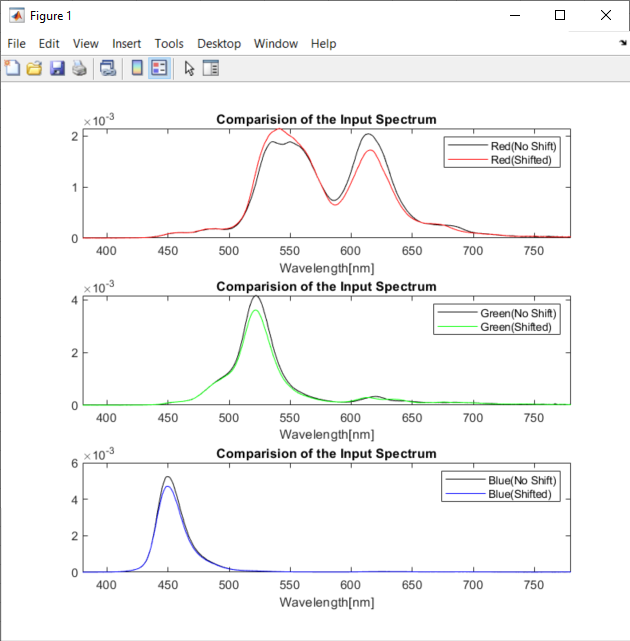 Figure 1
File Edit View Insert Tools Desktop Window Help
×10⁻³
Comparision of the Input Spectrum
2
1
0
Red(No Shift)
Red(Shifted)
400 450 500 550 600 650 700 750
Wavelength[nm]
×10⁻³
Comparision of the Input Spectrum
4
2
0
Green(No Shift)
Green(Shifted)
400 450 500 550 600 650 700 750
Wavelength[nm]
×10⁻³
Comparision of the Input Spectrum
6
4
2
0
Blue(No Shift)
Blue(Shifted)
400 450 500 550 600 650 700 750
Wavelength[nm]